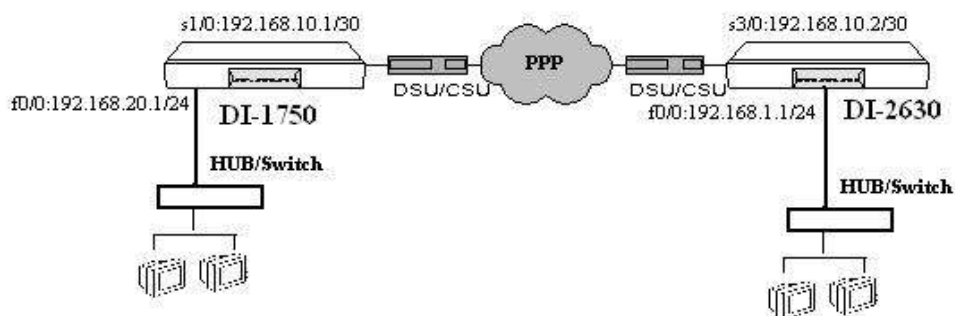 s1/0:192.168.10.1/30
s3/0:192.168.10.2/30
PPP
DSU/CSU
DSU/CSU
f0/0:192.168.20.1/24
DI-1750
f0/0:192.168.1.1/24
DI-2630
HUB/Switch
HUB/Switch